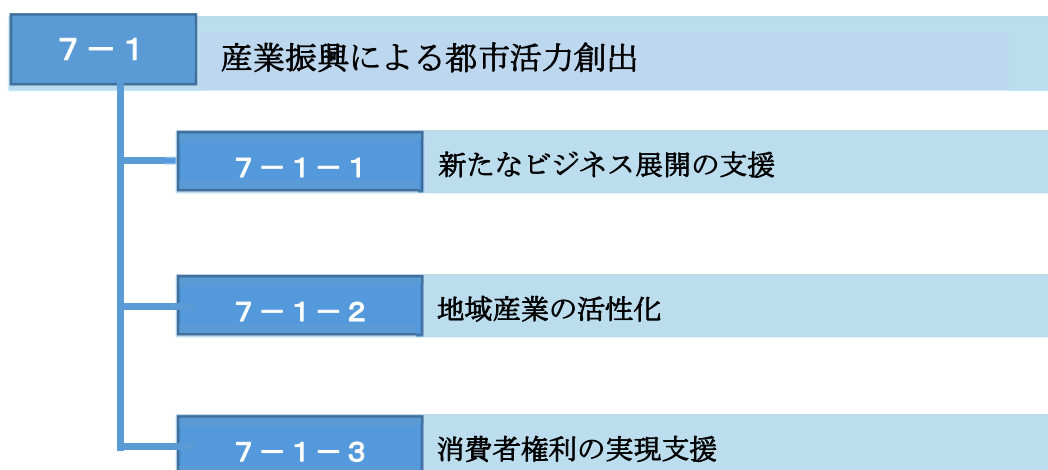 ７－１ 産業振興による都市活力創出
７－１－１ 新たなビジネス展開の支援
７－１－２ 地域産業の活性化
７－１－３ 消費者権利の実現支援